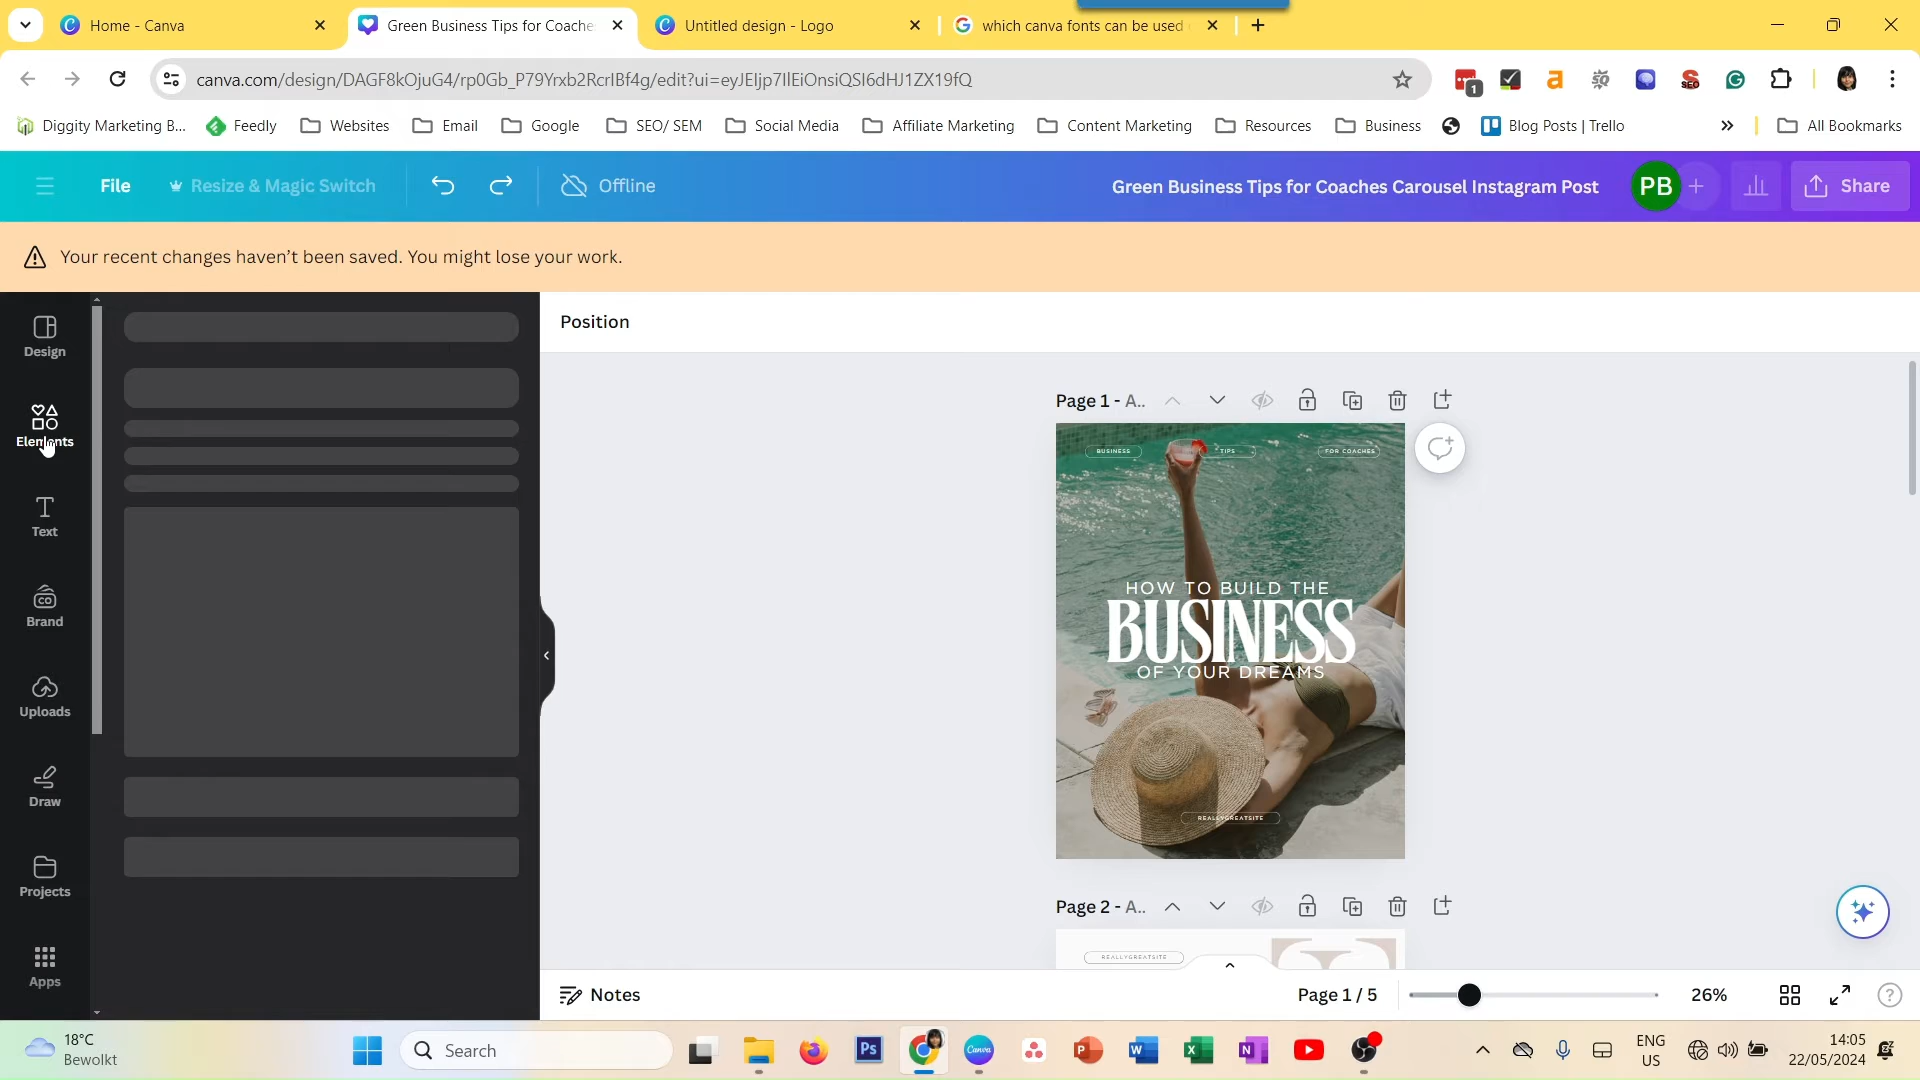 Home - Canva
Green Business Tips for Coache
Untitled design - Logo
which canva fonts can be used
canva.com/design/DAGF8kOjuG4/rp0Gb_P79Yrxb2RcrIBf4g/edit?ui=eyJEIjp7IlEiOnsiQSI6dHJ1ZX19fQ
1
SEO
Diggity Marketing B...
Feedly
Websites
Email
Google
SEO/ SEM
Social Media
Affiliate Marketing
Content Marketing
Resources
Business
Blog Posts | Trello
All Bookmarks
File
Resize & Magic Switch
Offline
Green Business Tips for Coaches Carousel Instagram Post
PB
Share
Your recent changes haven't been saved. You might lose your work.
Design
Elements
Text
Brand
Uploads
Draw
Projects
Apps
Position
Page 1 - A..
BUSINESS
TIPS
FOR COACHES
HOW TO BUILD THE
BUSINESS
OF YOUR DREAMS
REALLYGREATSITE
Page 2 - A..
REALLYGREATSITE
Notes
Page 1 / 5
26%
18°C
Bewolkt
Search
Ps
Canva
ENG
US
14:05
22/05/2024